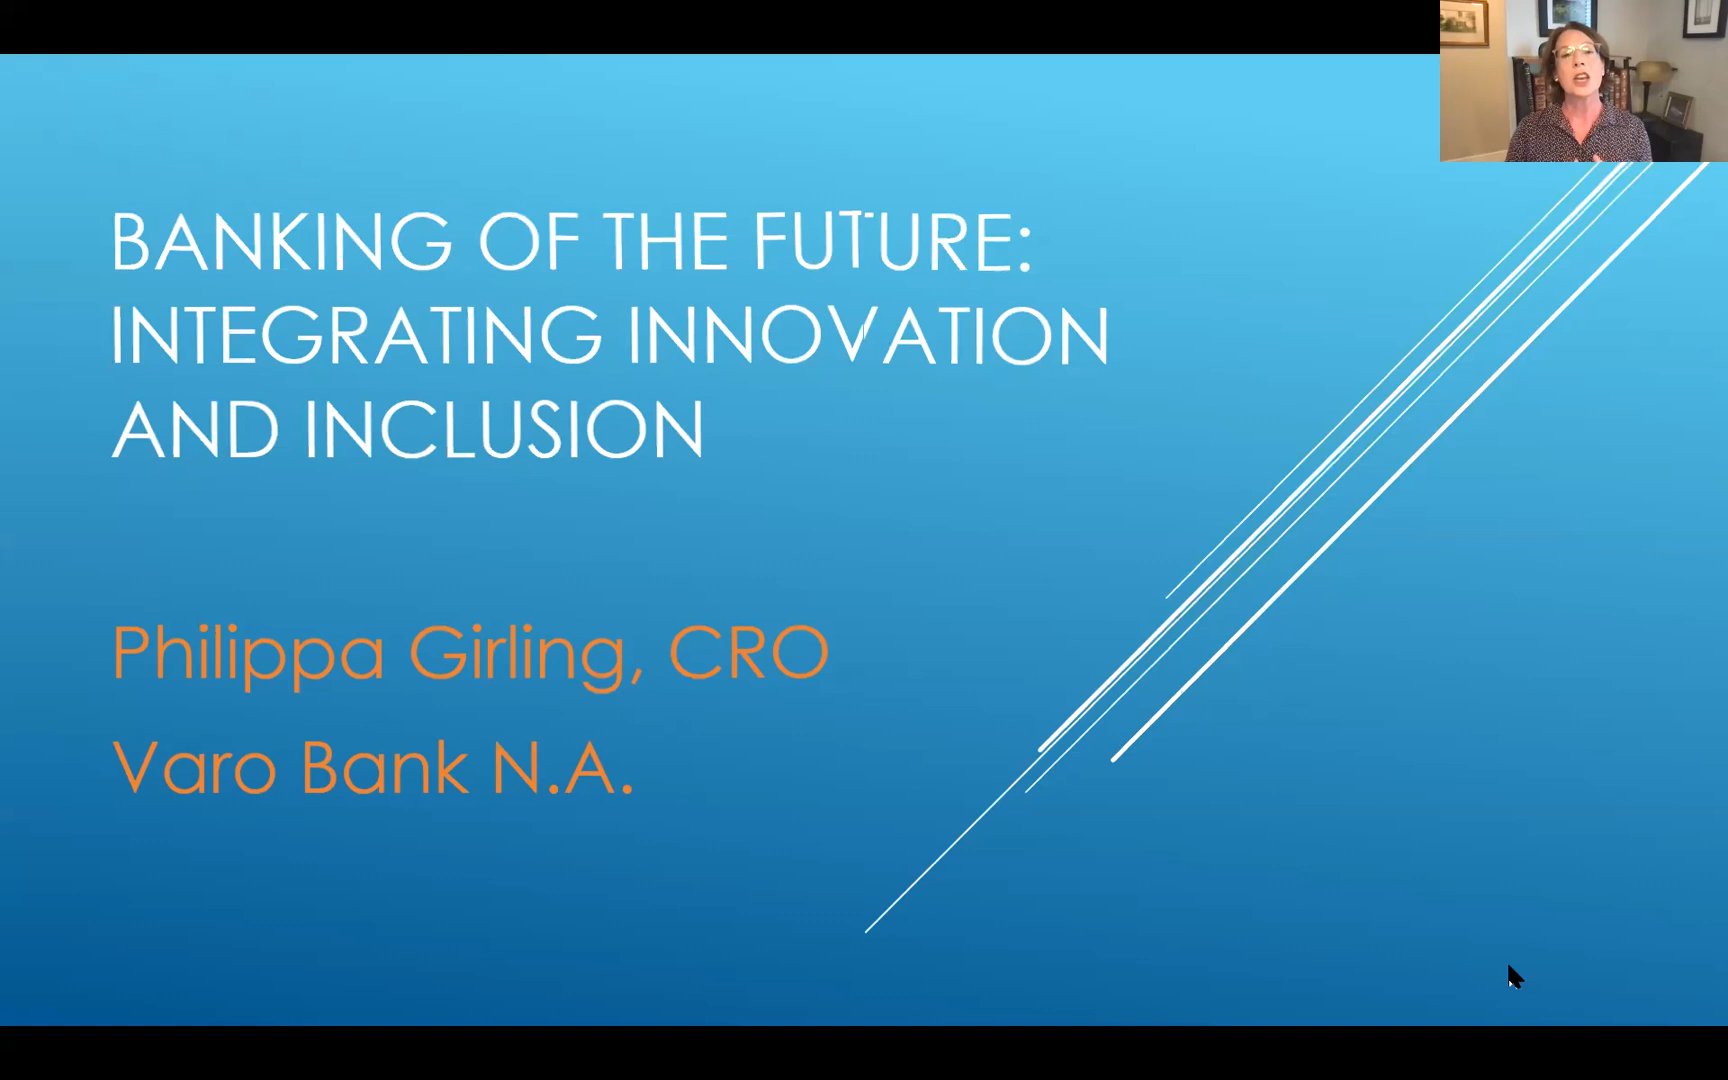 BANKING OF THE FUTURE:
INTEGRATING INNOVATION
AND INCLUSION
Philippa Girling, CRO
Varo Bank N.A.